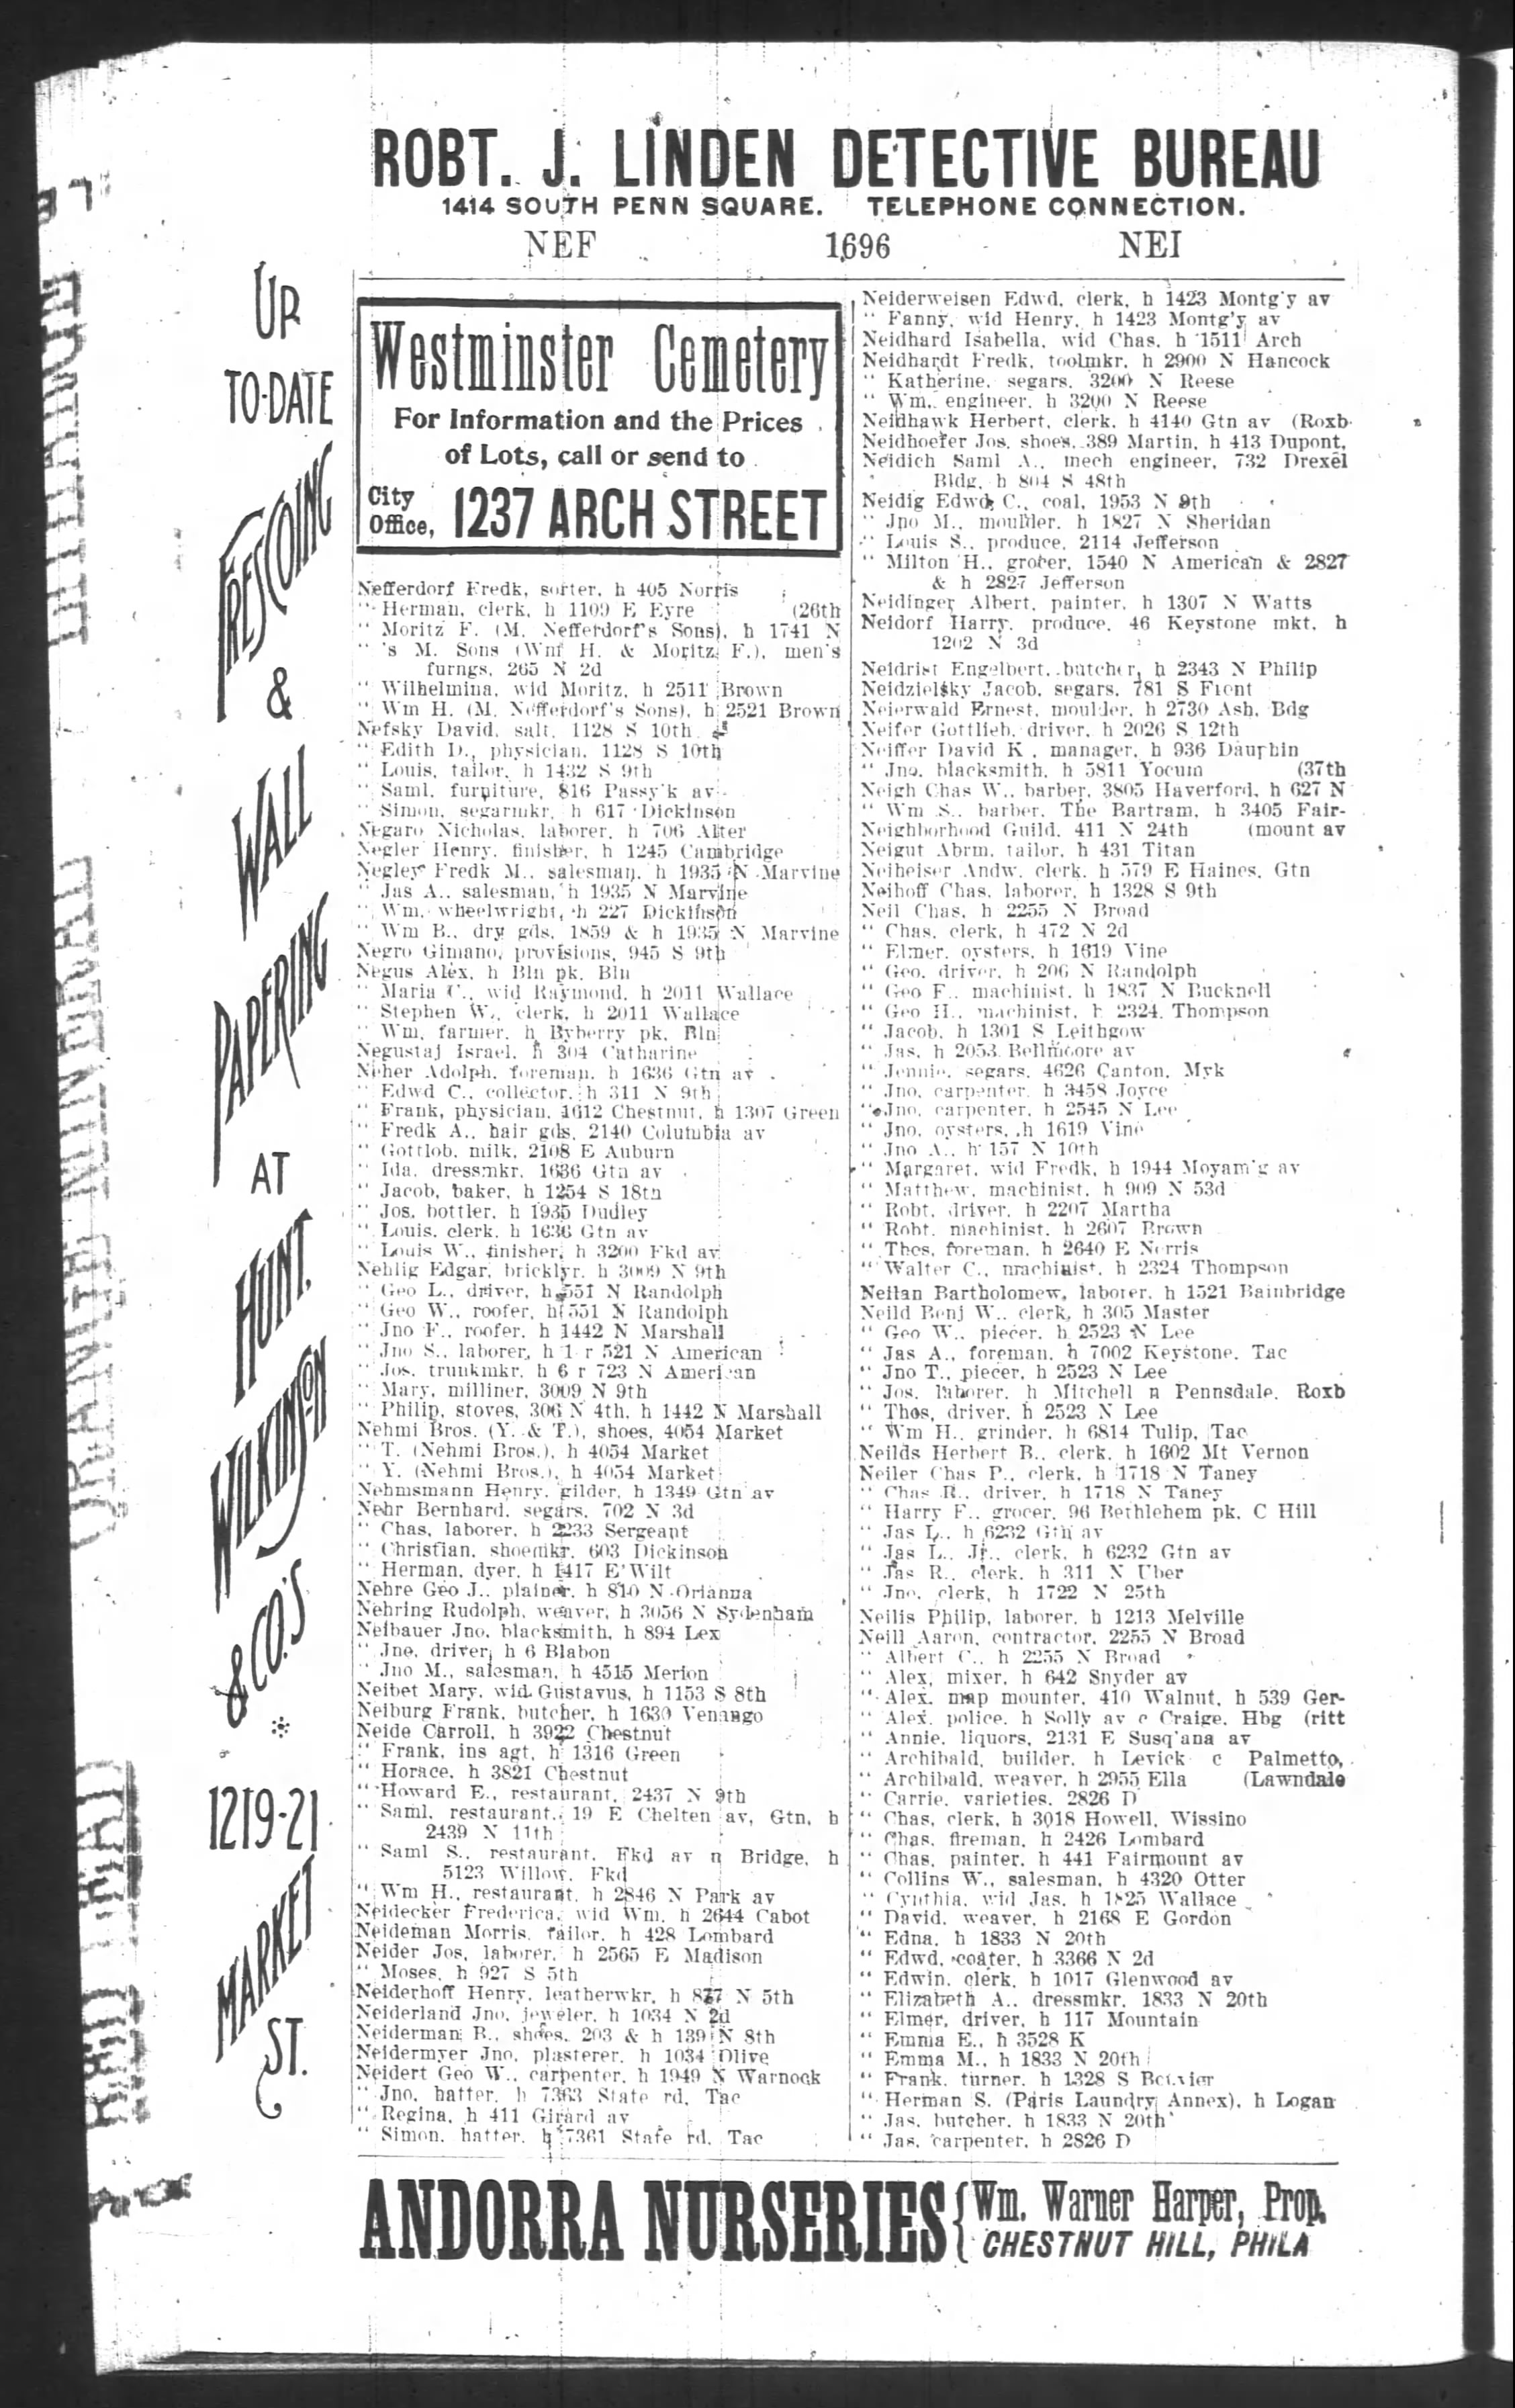 ROBT. J. LINDEN DETECTIVE BUREAU
1414 SOUTH PENN SQUARE. TELEPHONE CONNECTION.
NEF 1696 NEI
UP
TO-DATE
FRESCOING
&
WALL
PAPERING
AT
HUNT,
WILKINSON
& CO.'S
1219-21
MARKET
ST.
Westminster Cemetery
For Information and the Prices
of Lots, call or send to
City
Office, 1237 ARCH STREET
Nefferdorf Fredk, sorter, h 405 Norris
" Herman, clerk, h 1109 E Eyre (26th
" Moritz F. (M. Nefferdorf's Sons), h 1741 N
" 's M. Sons (Wm H. & Moritz F.), men's
furngs, 265 N 2d
" Wilhelmina, wid Moritz, h 2511 Brown
" Wm H. (M. Nefferdorf's Sons), h 2521 Brown
Nefsky David, salt, 1128 S 10th
" Edith D., physician, 1128 S 10th
" Louis, tailor, h 1432 S 9th
" Saml, furniture, 816 Passy'k av
" Simon, segarmkr, h 617 Dickinson
Negaro Nicholas, laborer, h 706 Alter
Negler Henry, finisher, h 1245 Cambridge
Negley Fredk M., salesman, h 1935 N Marvine
" Jas A., salesman, h 1935 N Marvine
" Wm, wheelwright, h 227 Dickinson
" Wm B., dry gds, 1859 & h 1935 N Marvine
Negro Gimano, provisions, 945 S 9th
Negus Alex, h Bln pk, Bln
" Maria C., wid Raymond, h 2011 Wallace
" Stephen W., clerk, h 2011 Wallace
" Wm, farmer, h Byberry pk, Bln
Negustaj Israel, h 304 Catharine
Neher Adolph, foreman, h 1636 Gtn av
" Edwd C., collector, h 311 N 9th
" Frank, physician, 1612 Chestnut, h 1307 Green
" Fredk A., hair gds, 2140 Columbia av
" Gottlob, milk, 2108 E Auburn
" Ida, dressmkr, 1636 Gtn av
" Jacob, baker, h 1254 S 18th
" Jos, bottler, h 1935 Dudley
" Louis, clerk, h 1636 Gtn av
" Louis W., finisher, h 3200 Fkd av
Nehlig Edgar, bricklyr, h 3009 N 9th
" Geo L., driver, h 551 N Randolph
" Geo W., roofer, h 551 N Randolph
" Jno F., roofer, h 1442 N Marshall
" Jno S., laborer, h 1 r 521 N American
" Jos, trunkmkr, h 6 r 723 N American
" Mary, milliner, 3009 N 9th
" Philip, stoves, 306 N 4th, h 1442 N Marshall
Nehmi Bros. (Y. & T.), shoes, 4054 Market
" T. (Nehmi Bros.), h 4054 Market
" Y. (Nehmi Bros.), h 4054 Market
Nehmsmann Henry, gilder, h 1349 Gtn av
Nehr Bernhard, segars, 702 N 3d
" Chas, laborer, h 2233 Sergeant
" Christian, shoemkr, 603 Dickinson
" Herman, dyer, h 1417 E Wilt
Nehre Geo J., plainer, h 810 N Orianna
Nehring Rudolph, weaver, h 3056 N Sydenham
Neibauer Jno, blacksmith, h 894 Lex
" Jno, driver, h 6 Blabon
" Jno M., salesman, h 4515 Merion
Neibet Mary, wid Gustavus, h 1153 S 8th
Neiburg Frank, butcher, h 1630 Venango
Neide Carroll, h 3922 Chestnut
" Frank, ins agt, h 1316 Green
" Horace, h 3821 Chestnut
" Howard E., restaurant, 2437 N 9th
" Saml, restaurant, 19 E Chelten av, Gtn, h
2439 N 11th
" Saml S., restaurant, Fkd av n Bridge, h
5123 Willow, Fkd
" Wm H., restaurant, h 2846 N Park av
Neidecker Frederica, wid Wm, h 2644 Cabot
Neideman Morris, tailor, h 428 Lombard
Neider Jos, laborer, h 2565 E Madison
" Moses, h 927 S 5th
Neiderhoff Henry, leatherwkr, h 877 N 5th
Neiderland Jno, jeweler, h 1034 N 2d
Neiderman B., shoes, 203 & h 139 N 8th
Neidermyer Jno, plasterer, h 1034 Olive
Neidert Geo W., carpenter, h 1949 N Warnock
" Jno, hatter, h 7363 State rd, Tac
" Regina, h 411 Girard av
" Simon, hatter, h 7361 State rd, Tac
Neiderweisen Edwd, clerk, h 1423 Montg'y av
" Fanny, wid Henry, h 1423 Montg'y av
Neidhard Isabella, wid Chas, h 1511 Arch
Neidhardt Fredk, toolmkr, h 2900 N Hancock
" Katherine, segars, 3200 N Reese
" Wm, engineer, h 3200 N Reese
Neidhawk Herbert, clerk, h 4140 Gtn av (Roxb
Neidhoefer Jos, shoes, 389 Martin, h 413 Dupont,
Neidich Saml A., mech engineer, 732 Drexel
Bldg, h 804 S 48th
Neidig Edwd C., coal, 1953 N 9th
" Jno M., moulder, h 1827 N Sheridan
" Louis S., produce, 2114 Jefferson
" Milton H., grocer, 1540 N American & 2827
& h 2827 Jefferson
Neidinger Albert, painter, h 1307 N Watts
Neidorf Harry, produce, 46 Keystone mkt, h
1202 N 3d
Neidrist Engelbert, butcher, h 2343 N Philip
Neidzielsky Jacob, segars, 781 S Front
Neierwald Ernest, moulder, h 2730 Ash, Bdg
Neifer Gottlieb, driver, h 2026 S 12th
Neiffer David K, manager, h 936 Dauphin
" Jno, blacksmith, h 5811 Yocum (37th
Neigh Chas W., barber, 3805 Haverford, h 627 N
" Wm S., barber, The Bartram, h 3405 Fair-
Neighborhood Guild, 411 N 24th (mount av
Neigut Abrm, tailor, h 431 Titan
Neiheiser Andw, clerk, h 579 E Haines, Gtn
Neihoff Chas, laborer, h 1328 S 9th
Neil Chas, h 2255 N Broad
" Chas, clerk, h 472 N 2d
" Elmer, oysters, h 1619 Vine
" Geo, driver, h 206 N Randolph
" Geo F., machinist, h 1837 N Bucknell
" Geo H., machinist, h 2324 Thompson
" Jacob, h 1301 S Leithgow
" Jas, h 2053 Bellmoore av
" Jennie, segars, 4626 Canton, Myk
" Jno, carpenter, h 3458 Joyce
" Jno, carpenter, h 2545 N Lee
" Jno, oysters, h 1619 Vine
" Jno A., h 157 N 10th
" Margaret, wid Fredk, h 1944 Moyam'g av
" Matthew, machinist, h 909 N 53d
" Robt, driver, h 2207 Martha
" Robt, machinist, h 2607 Brown
" Thos, foreman, h 2640 E Norris
" Walter C., machinist, h 2324 Thompson
Neilan Bartholomew, laborer, h 1521 Bainbridge
Neild Benj W., clerk, h 305 Master
" Geo W., piecer, h 2523 N Lee
" Jas A., foreman, h 7002 Keystone, Tac
" Jno T., piecer, h 2523 N Lee
" Jos, laborer, h Mitchell n Pennsdale, Roxb
" Thos, driver, h 2523 N Lee
" Wm H., grinder, h 6814 Tulip, Tac
Neilds Herbert B., clerk, h 1602 Mt Vernon
Neiler Chas P., clerk, h 1718 N Taney
" Chas R., driver, h 1718 N Taney
" Harry F., grocer, 96 Bethlehem pk, C Hill
" Jas L., h 6232 Gtn av
" Jas L., Jr., clerk, h 6232 Gtn av
" Jas R., clerk, h 311 N Uber
" Jno, clerk, h 1722 N 25th
Neilis Philip, laborer, h 1213 Melville
Neill Aaron, contractor, 2255 N Broad
" Albert C., h 2255 N Broad
" Alex, mixer, h 642 Snyder av
" Alex, map mounter, 410 Walnut, h 539 Ger-
" Alex, police, h Solly av c Craige, Hbg (ritt
" Annie, liquors, 2131 E Susq'ana av
" Archibald, builder, h Levick c Palmetto,
" Archibald, weaver, h 2955 Ella (Lawndale
" Carrie, varieties, 2826 D
" Chas, clerk, h 3018 Howell, Wissino
" Chas, fireman, h 2426 Lombard
" Chas, painter, h 441 Fairmount av
" Collins W., salesman, h 4320 Otter
" Cynthia, wid Jas, h 1825 Wallace
" David, weaver, h 2168 E Gordon
" Edna, h 1833 N 20th
" Edwd, coater, h 3366 N 2d
" Edwin, clerk, h 1017 Glenwood av
" Elizabeth A., dressmkr, 1833 N 20th
" Elmer, driver, h 117 Mountain
" Emma E., h 3528 K
" Emma M., h 1833 N 20th
" Frank, turner, h 1328 S Bouvier
" Herman S. (Paris Laundry Annex), h Logan
" Jas, butcher, h 1833 N 20th
" Jas, carpenter, h 2826 D
ANDORRA NURSERIES { Wm. Warner Harper, Prop.
CHESTNUT HILL, PHILA